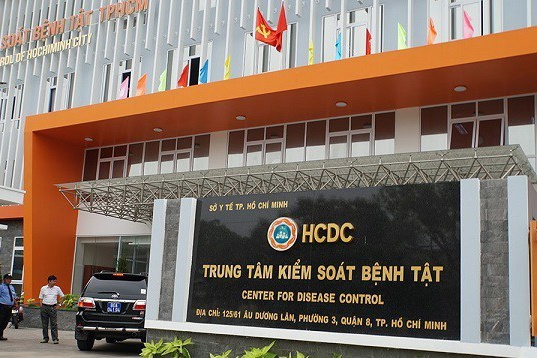 SOÁT BỆNH TẬT TPHCM
ROL OF HOCHIMINH CITY
SỞ Y TẾ TP. HỒ CHÍ MINH
HCDC
TRUNG TÂM KIỂM SOÁT BỆNH TẬT
CENTER FOR DISEASE CONTROL
ĐỊA CHỈ: 125/61 ÂU DƯƠNG LÂN, PHƯỜNG 3, QUẬN 8, TP. HỒ CHÍ MINH